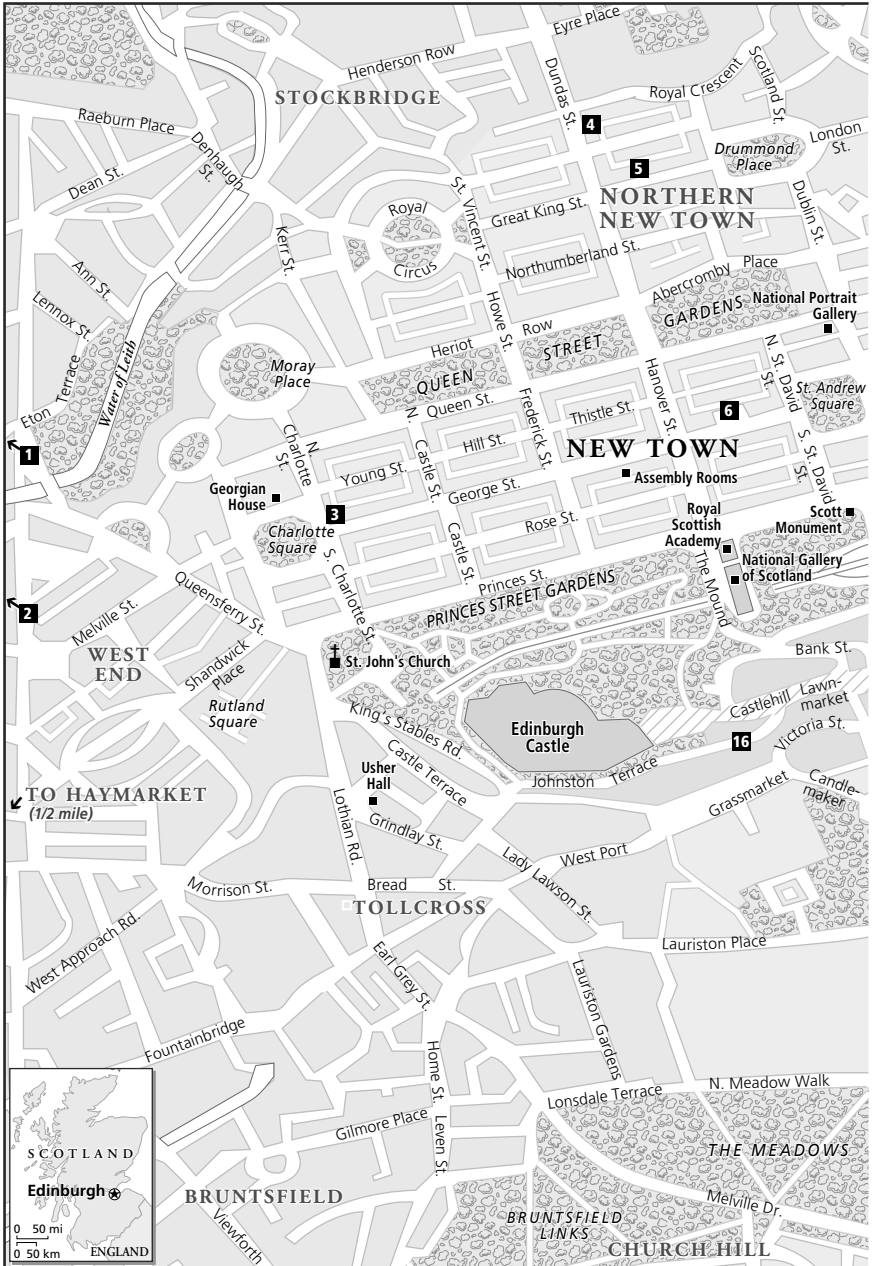 Eyre Place
Henderson Row
STOCKBRIDGE
Dundas St.
Royal Crescent
Scotland St.
4
Raeburn Place
Denhaugh
St.
Dean St.
5
Drummond
Place
London
St.
NORTHERN
NEW TOWN
Dublin St.
St. Vincent St.
Great King St.
Royal
Circus
Kerr St.
Northumberland St.
Ann St.
Lennox St.
Abercromby Place
GARDENS
National Portrait
Gallery
Howe St.
Heriot Row
QUEEN STREET
Moray
Place
Eton Terrace
Water of Leith
Hanover St.
N. St. David
St.
St. Andrew
Square
Queen St.
Frederick St.
Thistle St.
6
N. Charlotte
St.
N. Castle St.
Hill St.
NEW TOWN
S. St. David
St.
1
Young St.
George St.
Assembly Rooms
Georgian
House
3
Charlotte
Square
Castle St.
Rose St.
Royal
Scottish
Academy
Scott
Monument
S. Charlotte St.
Princes St.
PRINCES STREET GARDENS
The Mound
National Gallery
of Scotland
2
Queensferry St.
Melville St.
WEST
END
Shandwick
Place
St. John's Church
Bank St.
Rutland
Square
King's Stables Rd.
Edinburgh
Castle
Castlehill
Lawn-
market
16
Victoria St.
Castle Terrace
Usher
Hall
Johnston Terrace
Grassmarket
Candle-
maker
TO HAYMARKET
(1/2 mile)
Lothian Rd.
Grindlay St.
Lady Lawson St.
West Port
Morrison St.
Bread St.
TOLLCROSS
West Approach Rd.
Earl Grey St.
Lauriston Place
Lauriston Gardens
Fountainbridge
Home St.
Lonsdale Terrace
N. Meadow Walk
Gilmore Place
Leven St.
THE MEADOWS
SCOTLAND
Edinburgh
0 50 mi
0 50 km
ENGLAND
BRUNTSFIELD
Viewforth
Melville Dr.
BRUNTSFIELD
LINKS
CHURCH HILL